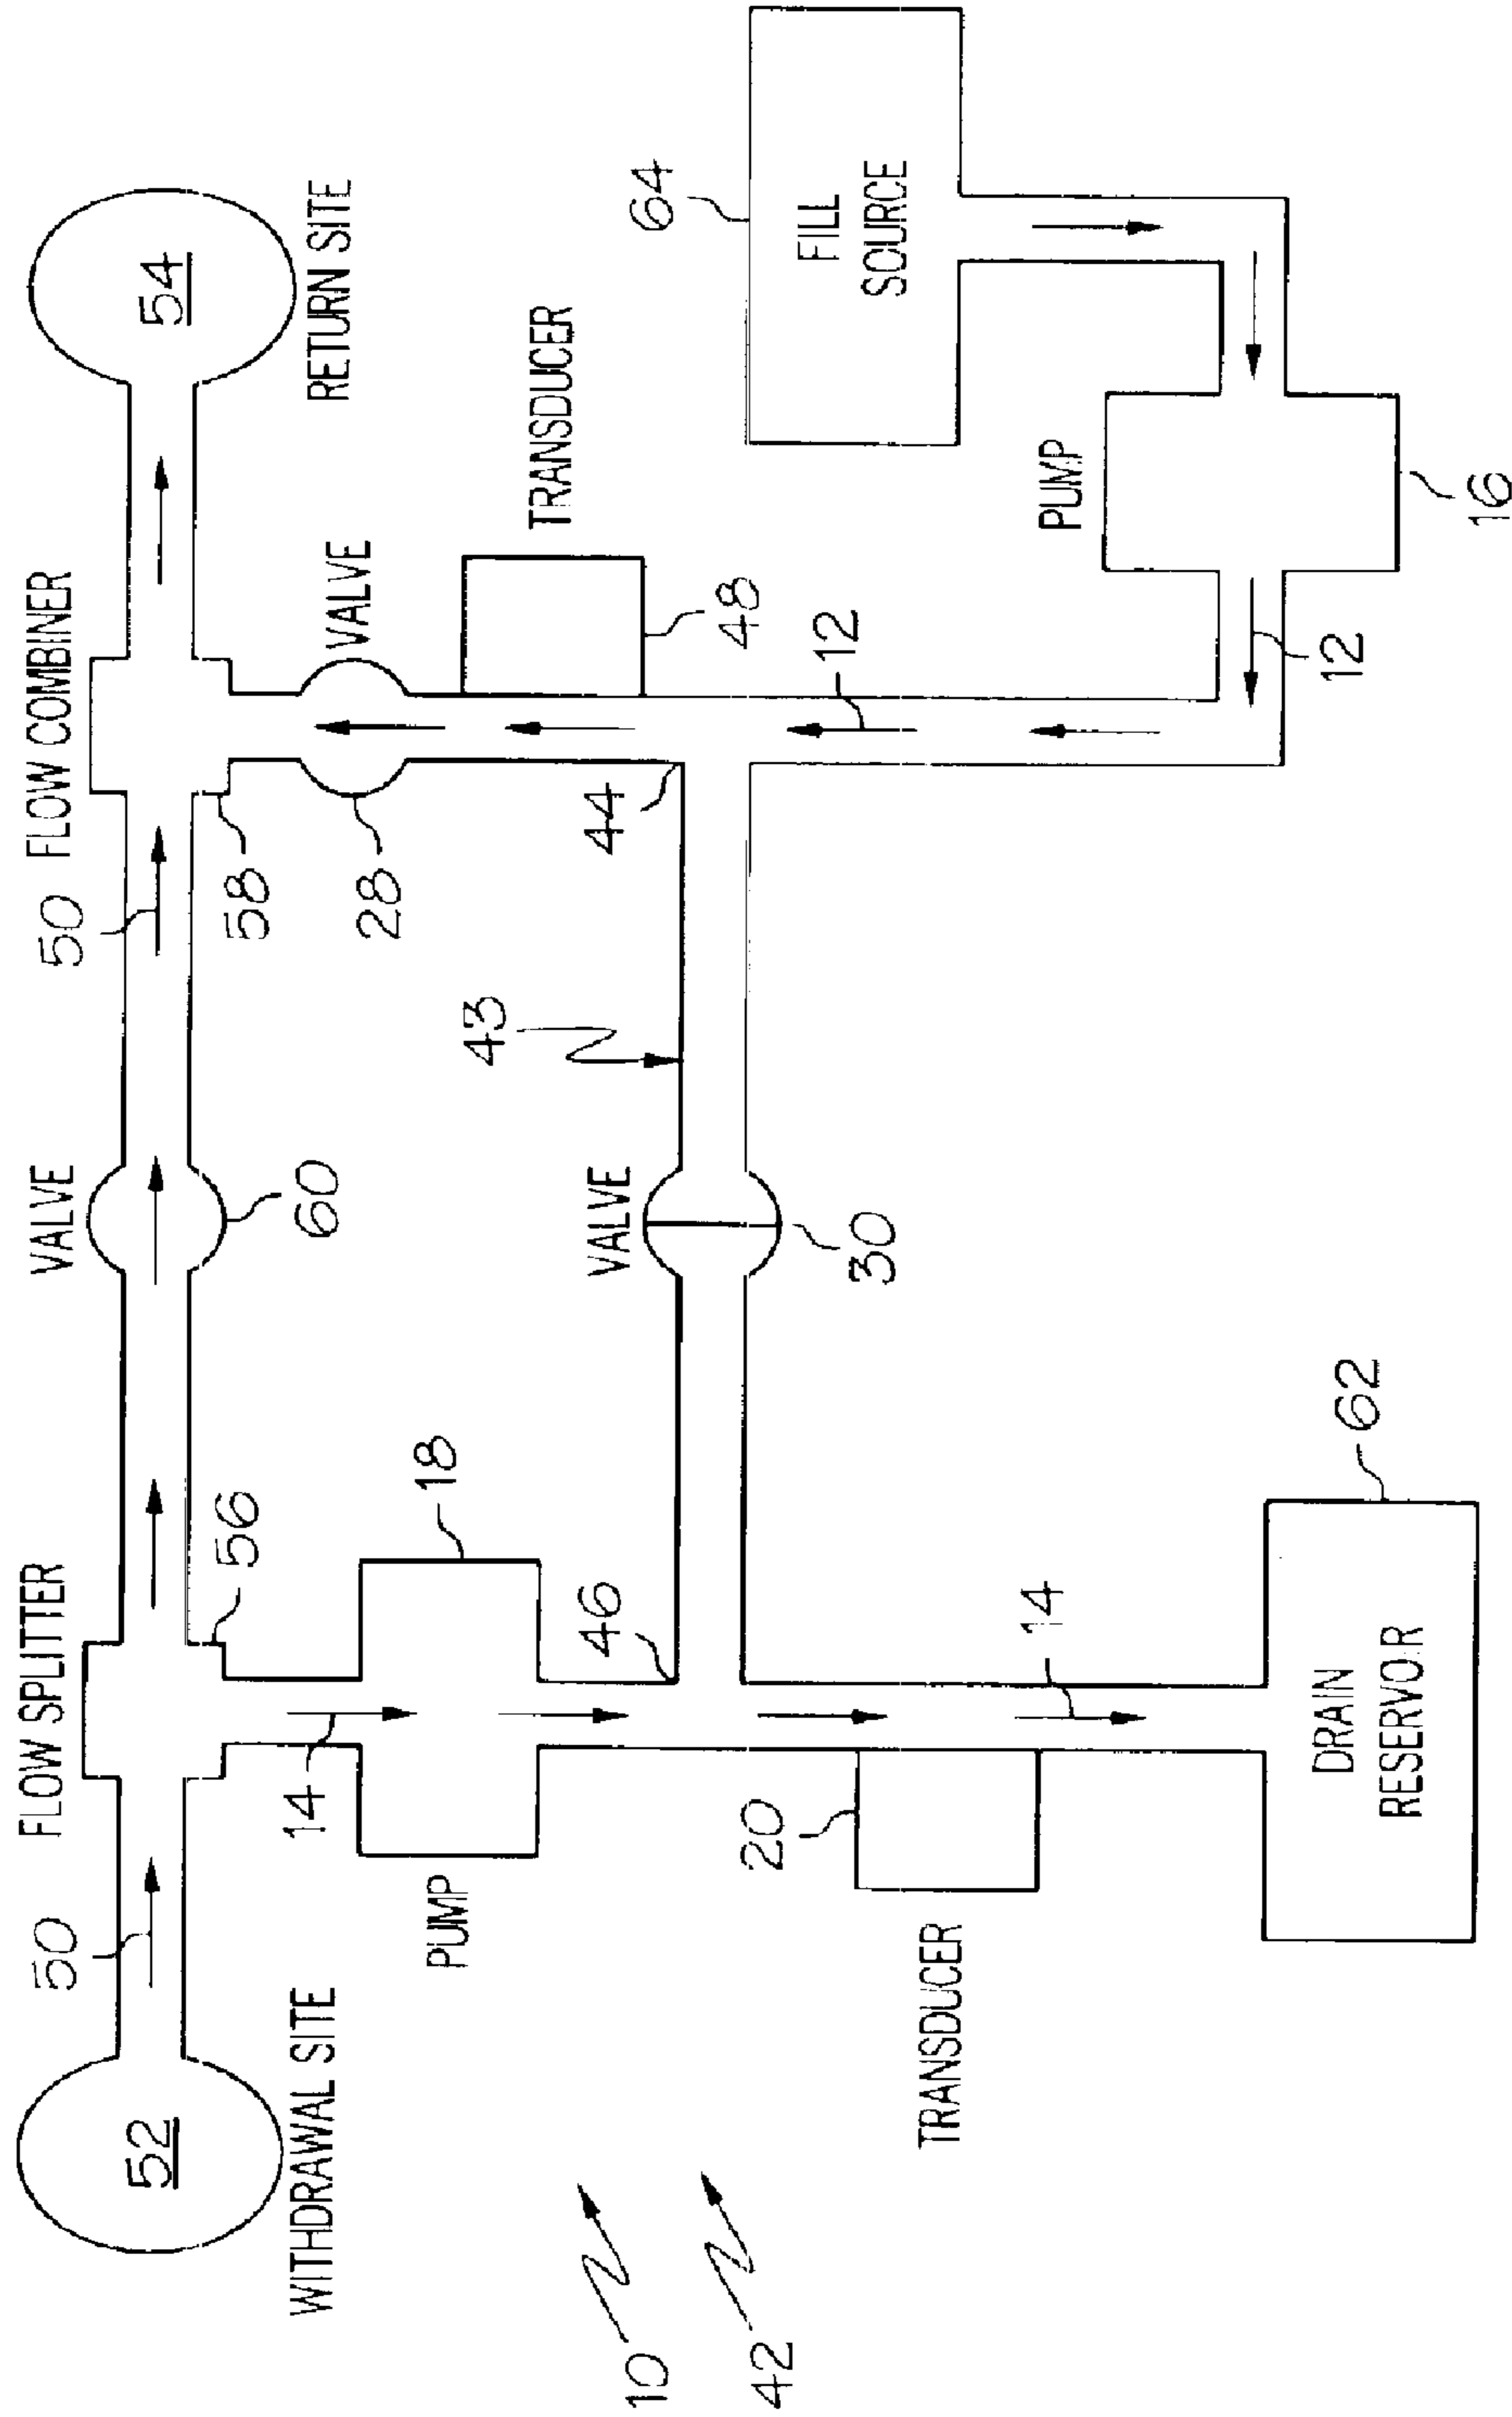 50
FLOW SPLITTER
VALVE
50
FLOW COMBINER
52
WITHDRAWAL SITE
56
60
58
54
RETURN SITE
14
PUMP
18
VALVE
28
TRANSDUCER
48
43
46
VALVE
30
44
12
64
FILL
SOURCE
10
42
TRANSDUCER
20
14
62
DRAIN
RESERVOIR
PUMP
12
16